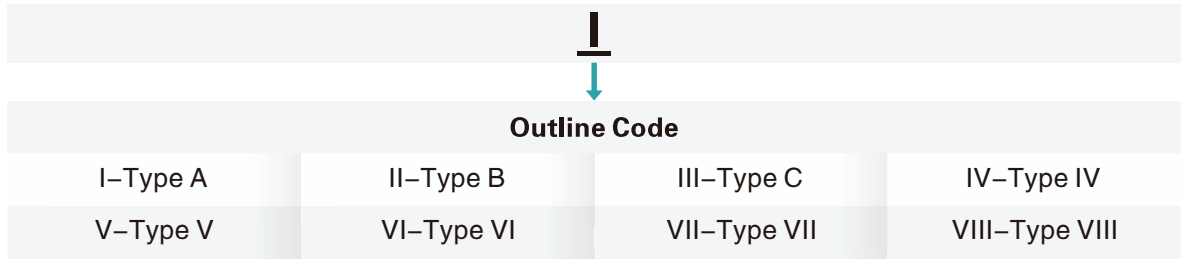 I
Outline Code
I–Type A II–Type B III–Type C IV–Type IV
V–Type V VI–Type VI VII–Type VII VIII–Type VIII